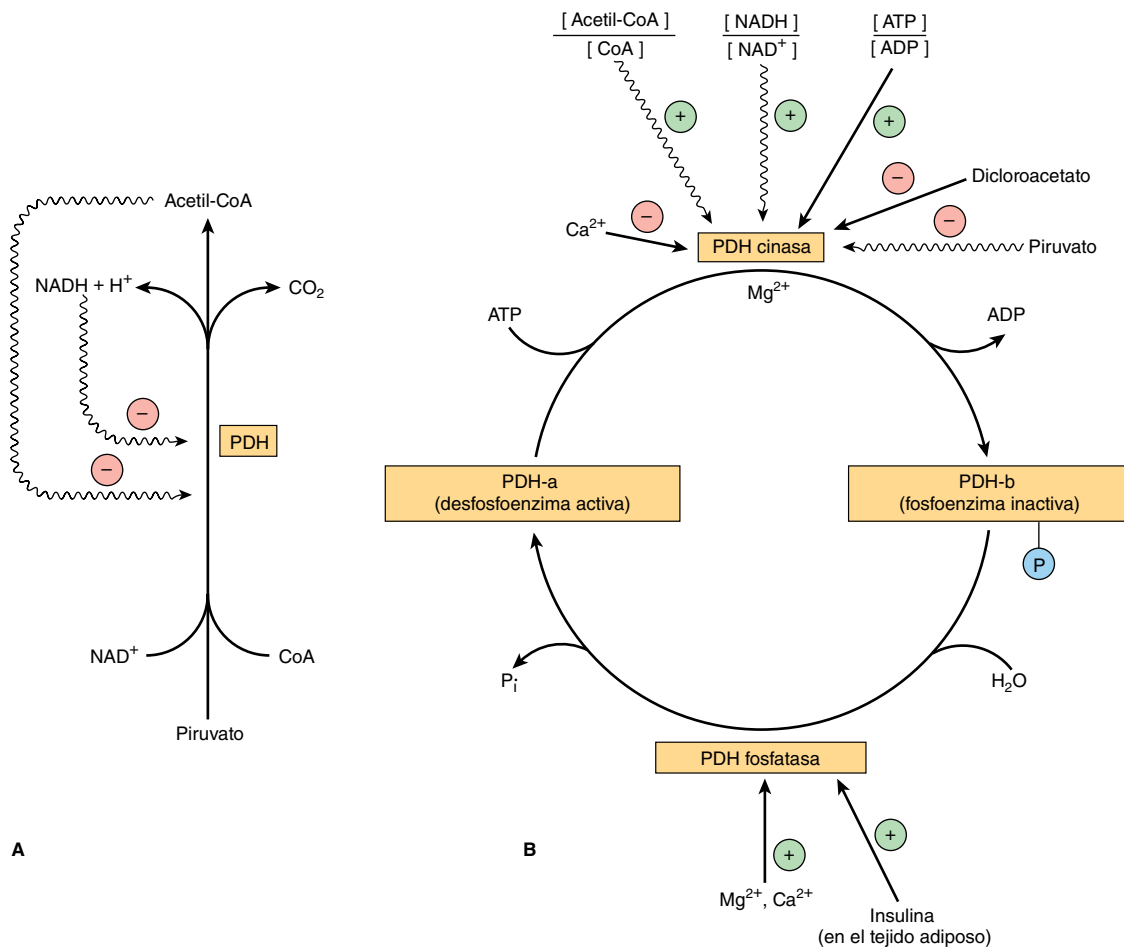 [ Acetil-CoA ]
[ CoA ]
[ NADH ]
[ NAD⁺ ]
[ ATP ]
[ ADP ]
+
+
+
−
Dicloroacetato
−
Piruvato
Ca²⁺
−
PDH cinasa
Mg²⁺
Acetil-CoA
NADH + H⁺
CO₂
ATP
ADP
−
PDH
−
PDH-a
(desfosfoenzima activa)
PDH-b
(fosfoenzima inactiva)
P
NAD⁺
CoA
Piruvato
Pi
H₂O
PDH fosfatasa
+
+
Mg²⁺, Ca²⁺
Insulina
(en el tejido adiposo)
A
B